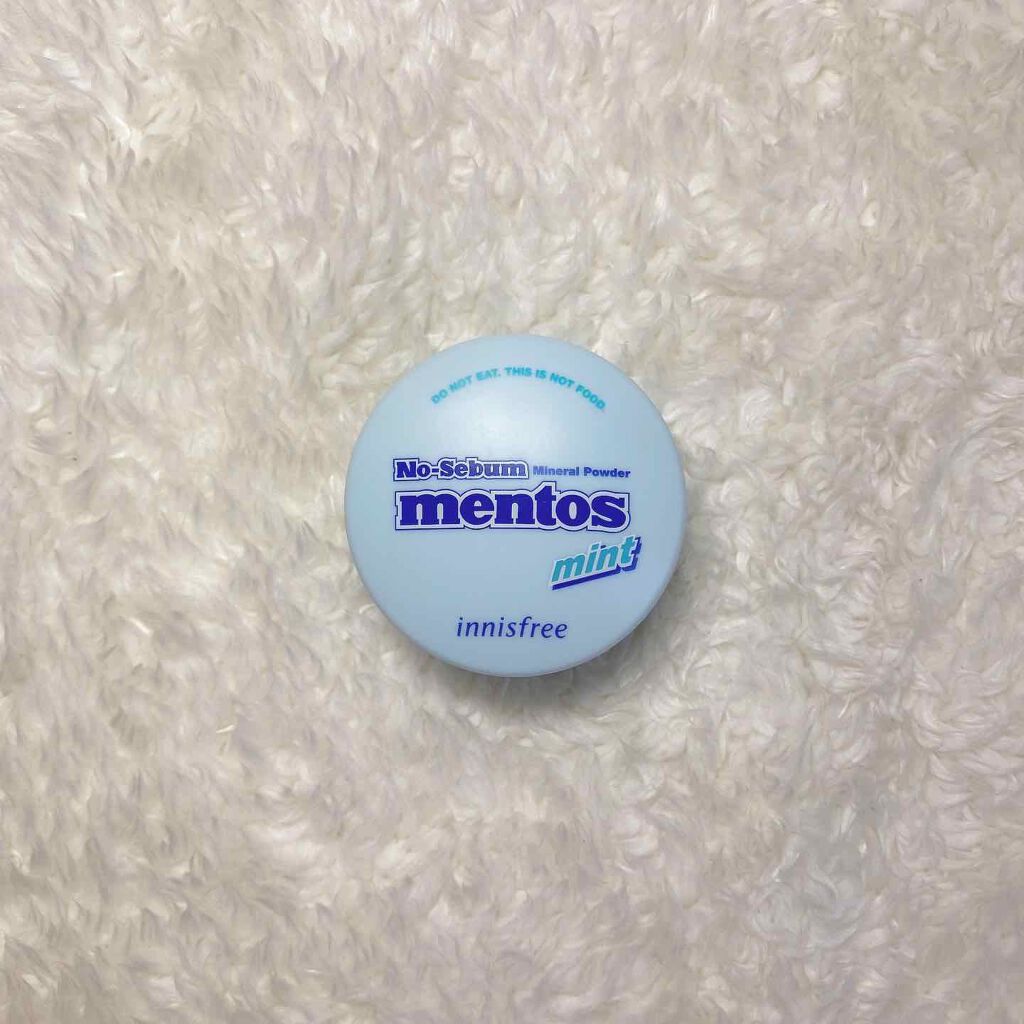 DO NOT EAT. THIS IS NOT FOOD.
No-Sebum Mineral Powder
mentos
mint
innisfree